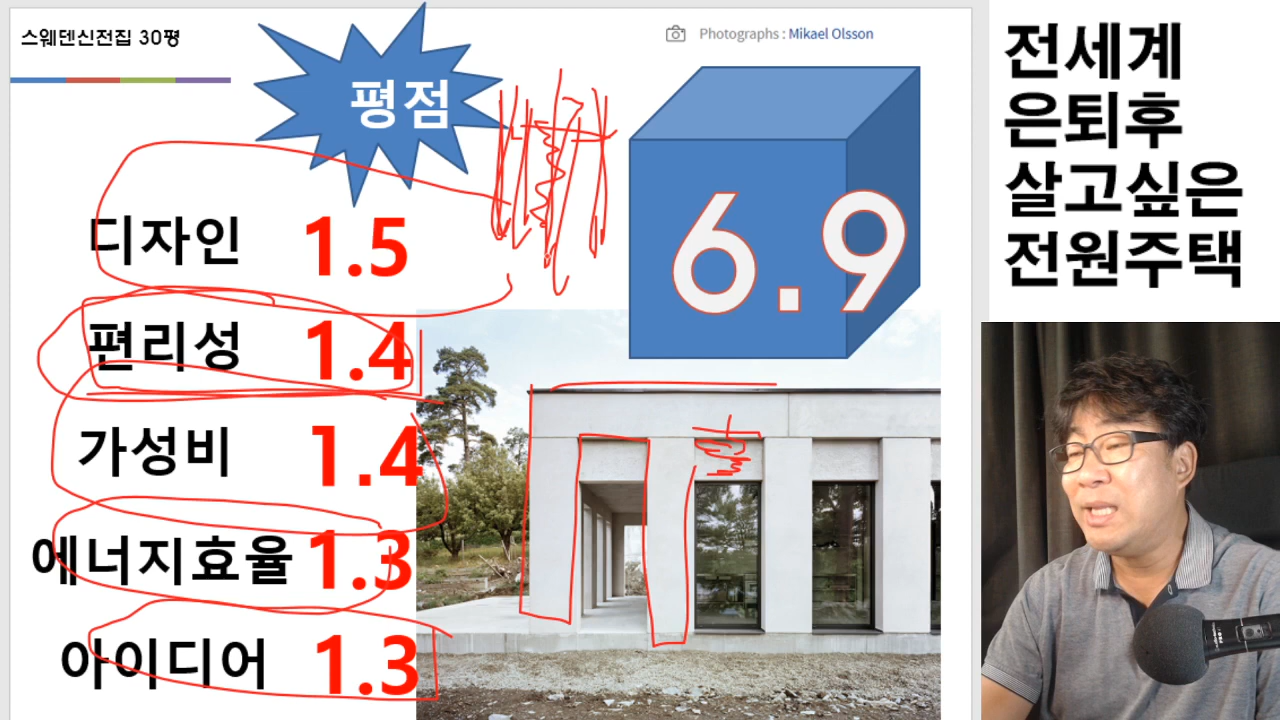 스웨덴신전집 30평
평점
Photographs : Mikael Olsson
6.9
디자인 1.5
편리성 1.4
가성비 1.4
에너지효율 1.3
아이디어 1.3
전세계
은퇴후
살고싶은
전원주택